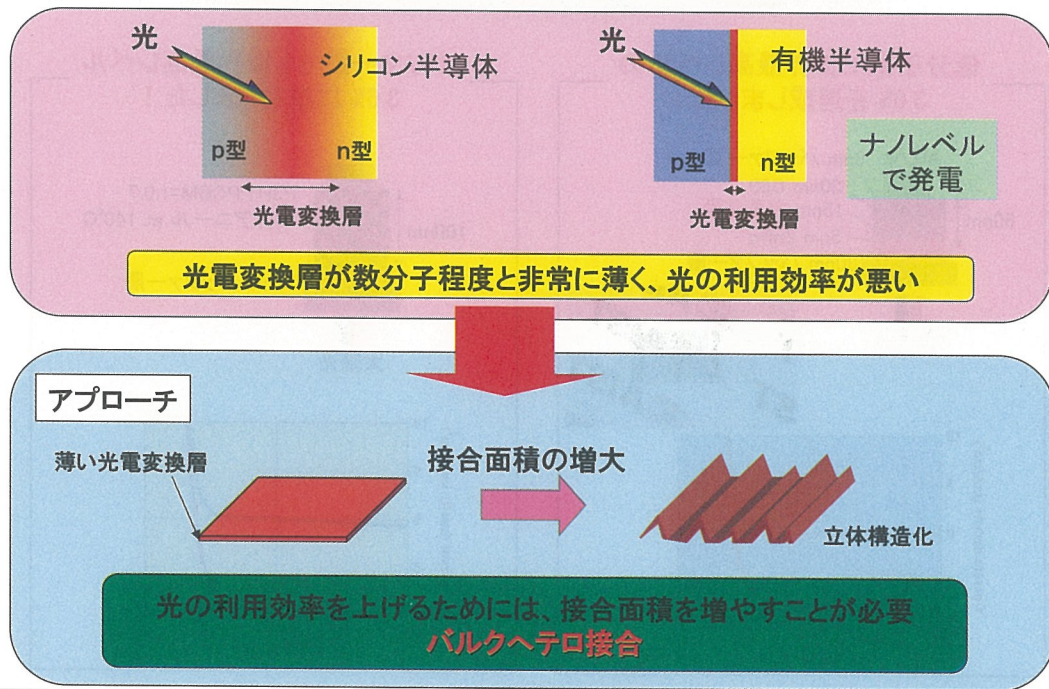 光
シリコン半導体
p型
n型
光電変換層
光
有機半導体
p型
n型
光電変換層
ナノレベル
で発電
光電変換層が数分子程度と非常に薄く、光の利用効率が悪い
アプローチ
薄い光電変換層
接合面積の増大
立体構造化
光の利用効率を上げるためには、接合面積を増やすことが必要
バルクヘテロ接合